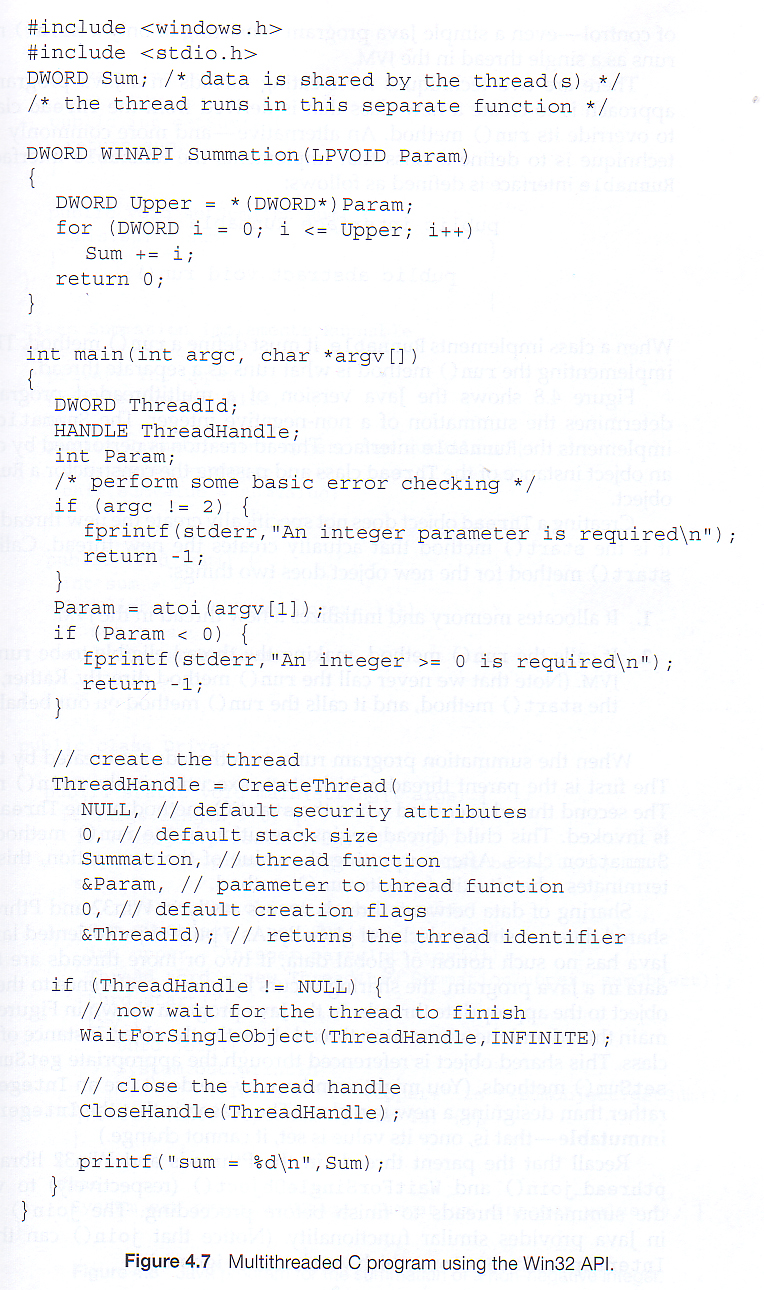 #include <windows.h>
#include <stdio.h>
DWORD Sum; /* data is shared by the thread(s) */
/* the thread runs in this separate function */
DWORD WINAPI Summation(LPVOID Param)
{
DWORD Upper = *(DWORD*)Param;
for (DWORD i = 0; i <= Upper; i++)
Sum += i;
return 0;
}
int main(int argc, char *argv[])
{
DWORD ThreadId;
HANDLE ThreadHandle;
int Param;
/* perform some basic error checking */
if (argc != 2) {
fprintf(stderr,"An integer parameter is required\n");
return -1;
}
Param = atoi(argv[1]);
if (Param < 0) {
fprintf(stderr,"An integer >= 0 is required\n");
return -1;
}
// create the thread
ThreadHandle = CreateThread(
NULL, // default security attributes
0, // default stack size
Summation, // thread function
&Param, // parameter to thread function
0, // default creation flags
&ThreadId); // returns the thread identifier
if (ThreadHandle != NULL) {
// now wait for the thread to finish
WaitForSingleObject(ThreadHandle,INFINITE);
// close the thread handle
CloseHandle(ThreadHandle);
printf("sum = %d\n",Sum);
}
}
Figure 4.7 Multithreaded C program using the Win32 API.